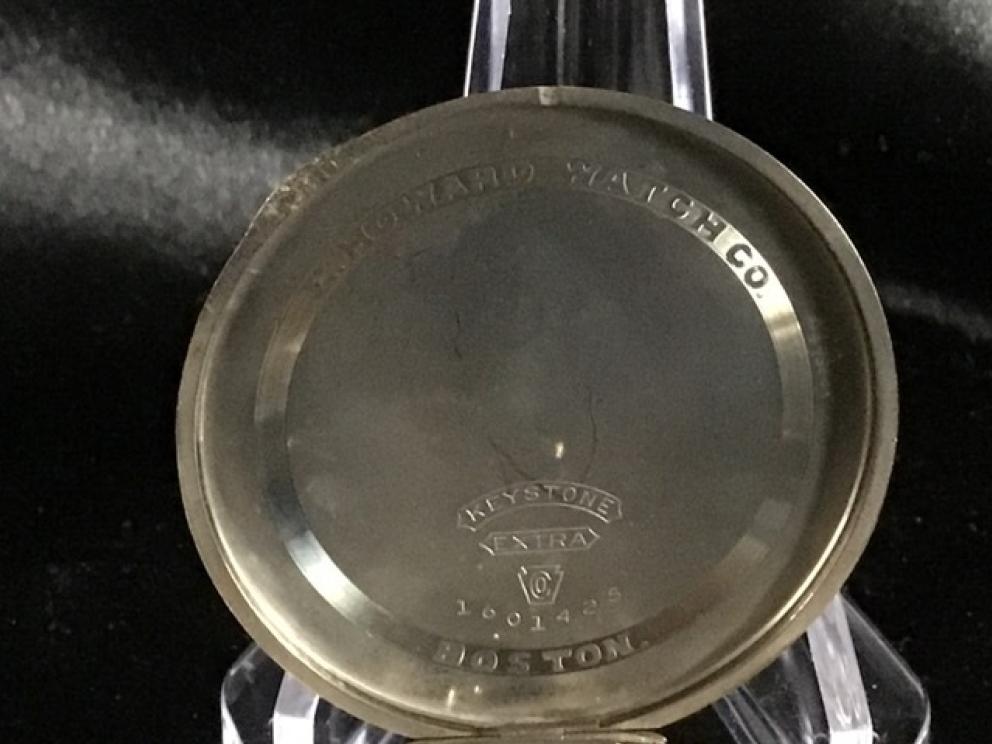 E. HOWARD WATCH CO.
KEYSTONE
EXTRA
1601425
BOSTON.